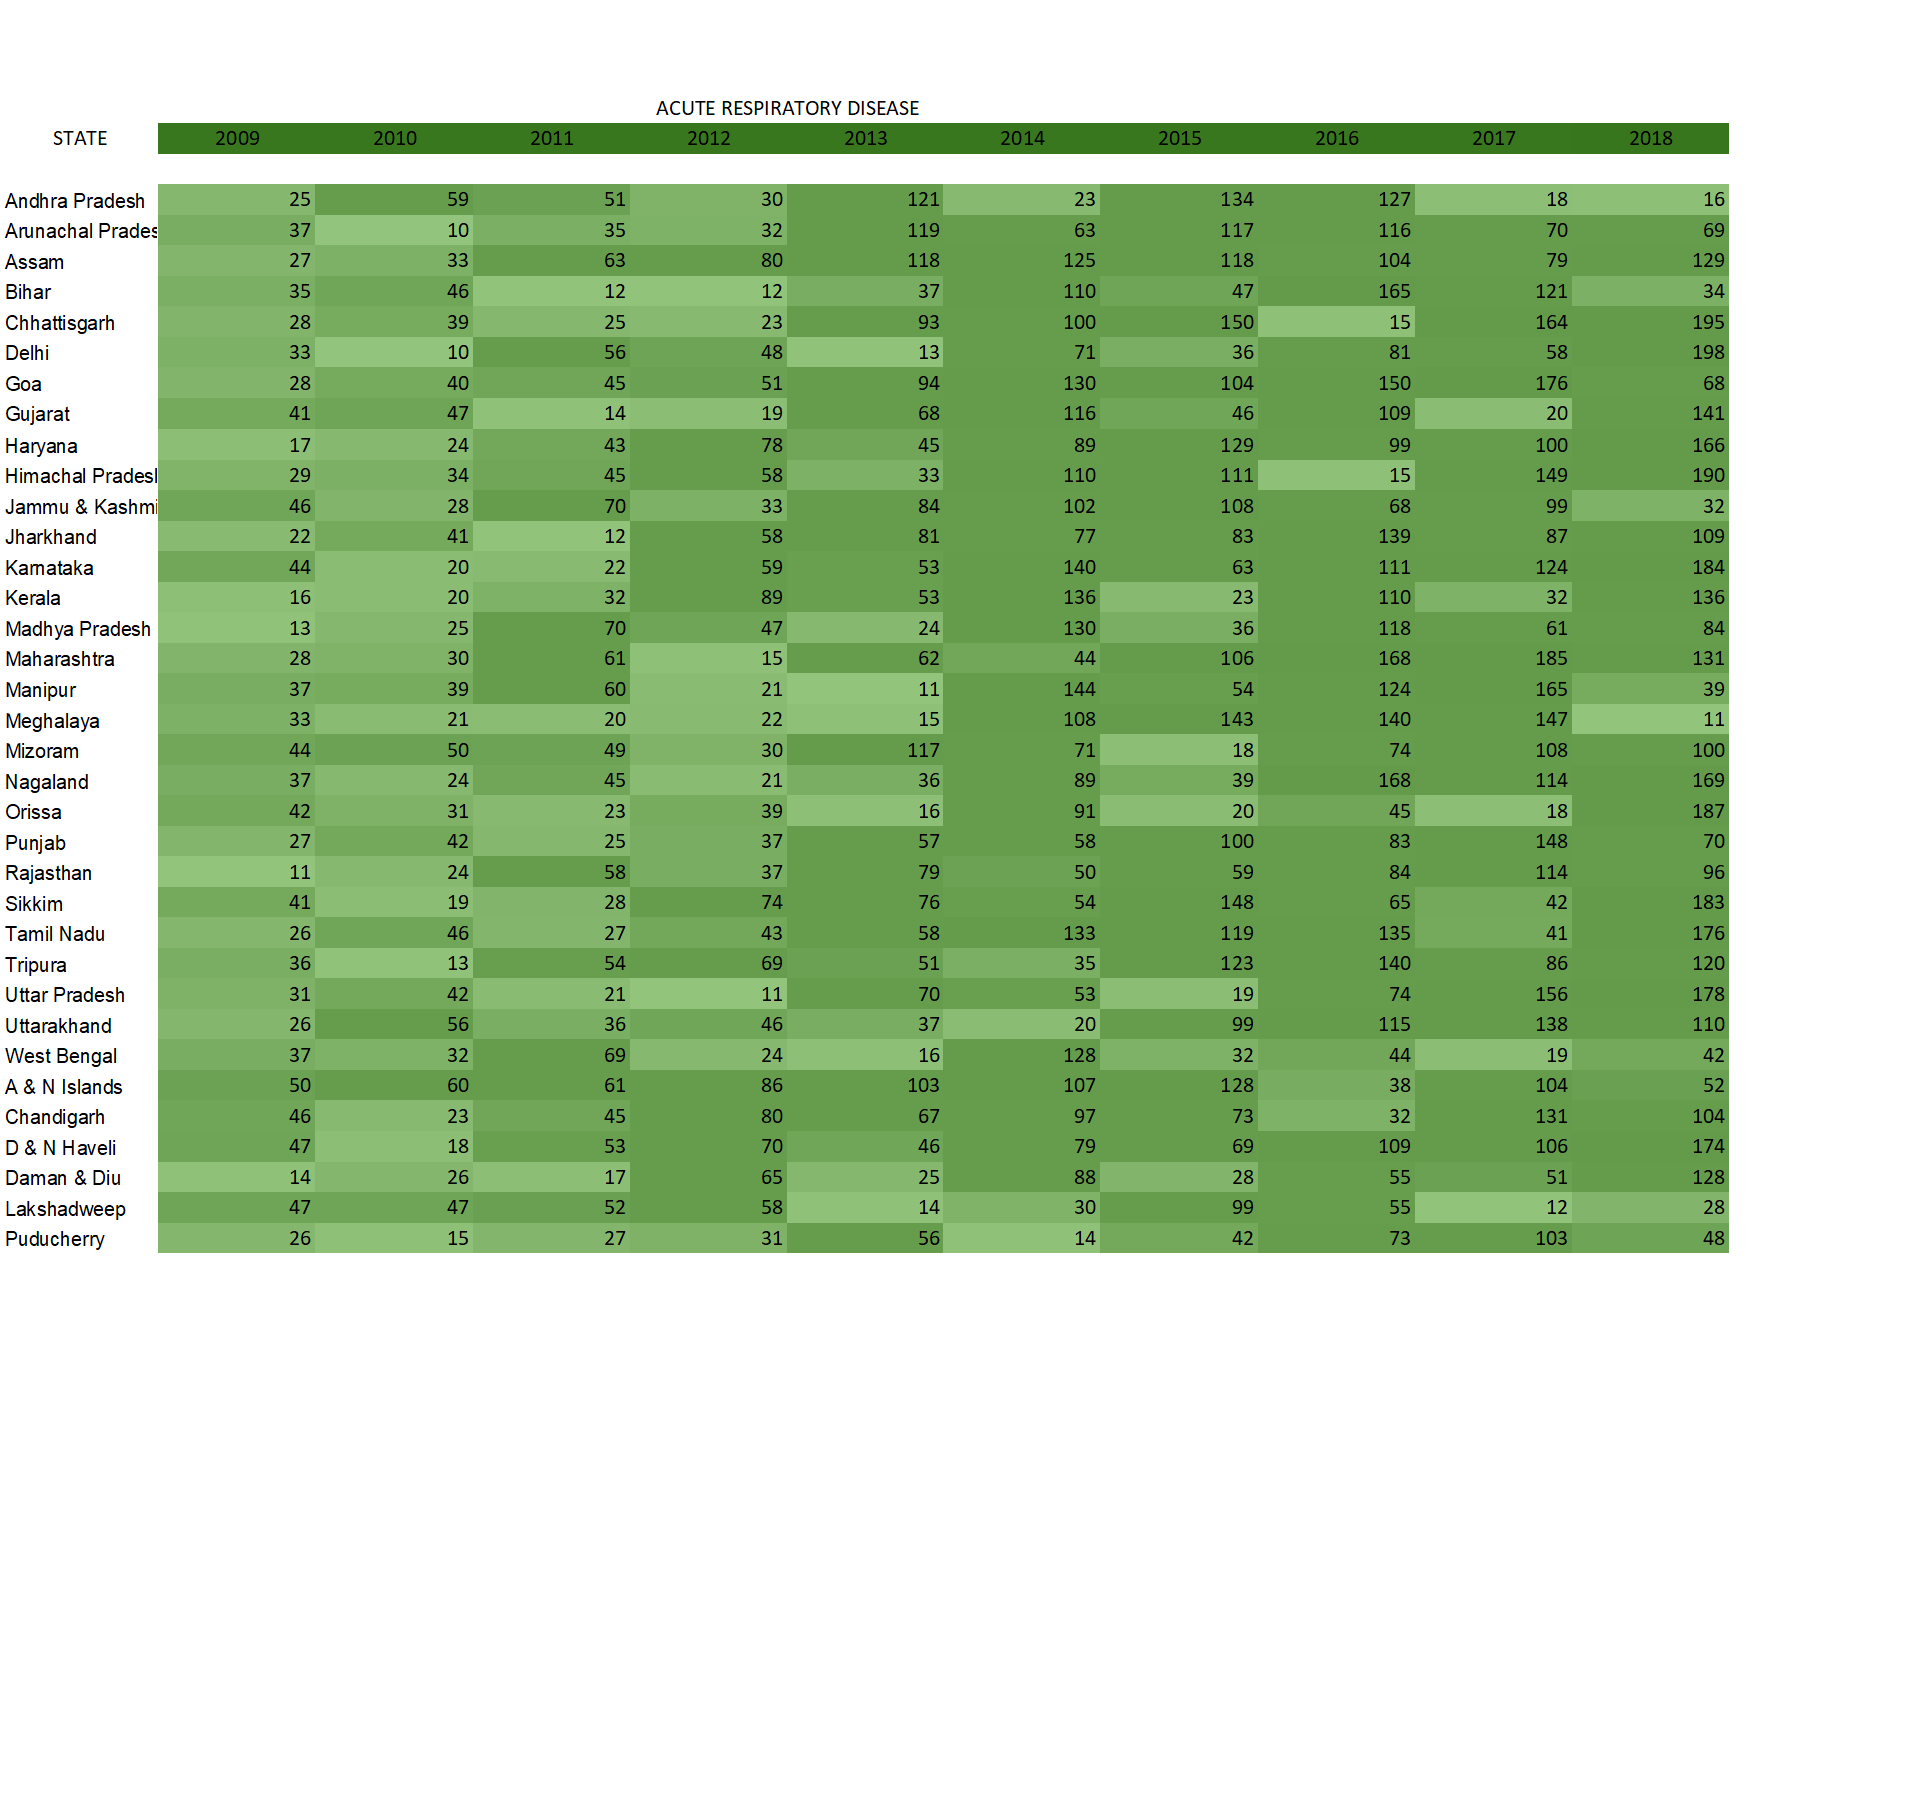 ACUTE RESPIRATORY DISEASE
STATE 2009 2010 2011 2012 2013 2014 2015 2016 2017 2018
Andhra Pradesh 25 59 51 30 121 23 134 127 18 16
Arunachal Prades 37 10 35 32 119 63 117 116 70 69
Assam 27 33 63 80 118 125 118 104 79 129
Bihar 35 46 12 12 37 110 47 165 121 34
Chhattisgarh 28 39 25 23 93 100 150 15 164 195
Delhi 33 10 56 48 13 71 36 81 58 198
Goa 28 40 45 51 94 130 104 150 176 68
Gujarat 41 47 14 19 68 116 46 109 20 141
Haryana 17 24 43 78 45 89 129 99 100 166
Himachal Pradesh 29 34 45 58 33 110 111 15 149 190
Jammu & Kashmi 46 28 70 33 84 102 108 68 99 32
Jharkhand 22 41 12 58 81 77 83 139 87 109
Karnataka 44 20 22 59 53 140 63 111 124 184
Kerala 16 20 32 89 53 136 23 110 32 136
Madhya Pradesh 13 25 70 47 24 130 36 118 61 84
Maharashtra 28 30 61 15 62 44 106 168 185 131
Manipur 37 39 60 21 11 144 54 124 165 39
Meghalaya 33 21 20 22 15 108 143 140 147 11
Mizoram 44 50 49 30 117 71 18 74 108 100
Nagaland 37 24 45 21 36 89 39 168 114 169
Orissa 42 31 23 39 16 91 20 45 18 187
Punjab 27 42 25 37 57 58 100 83 148 70
Rajasthan 11 24 58 37 79 50 59 84 114 96
Sikkim 41 19 28 74 76 54 148 65 42 183
Tamil Nadu 26 46 27 43 58 133 119 135 41 176
Tripura 36 13 54 69 51 35 123 140 86 120
Uttar Pradesh 31 42 21 11 70 53 19 74 156 178
Uttarakhand 26 56 36 46 37 20 99 115 138 110
West Bengal 37 32 69 24 16 128 32 44 19 42
A & N Islands 50 60 61 86 103 107 128 38 104 52
Chandigarh 46 23 45 80 67 97 73 32 131 104
D & N Haveli 47 18 53 70 46 79 69 109 106 174
Daman & Diu 14 26 17 65 25 88 28 55 51 128
Lakshadweep 47 47 52 58 14 30 99 55 12 28
Puducherry 26 15 27 31 56 14 42 73 103 48